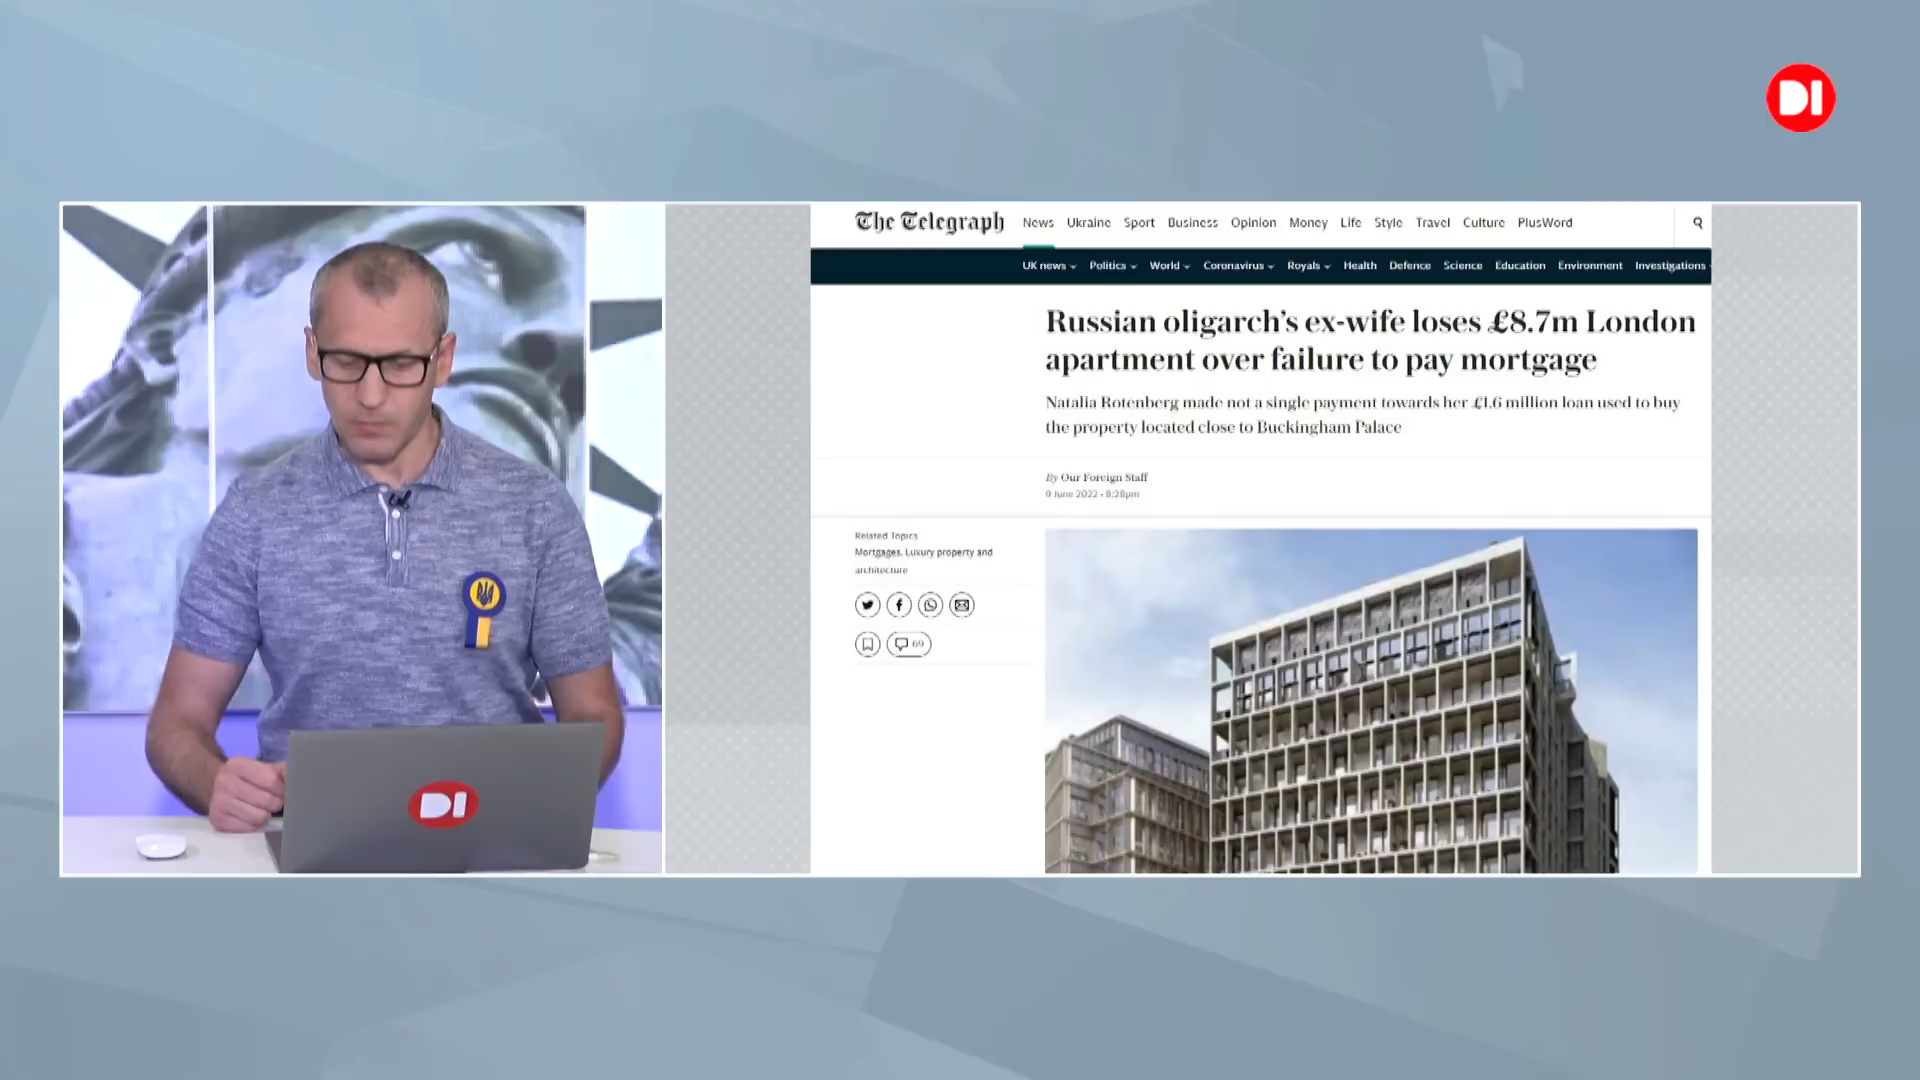 DI
The Telegraph
News Ukraine Sport Business Opinion Money Life Style Travel Culture PlusWord
UK news Politics World Coronavirus Royals Health Defence Science Education Environment Investigations
Russian oligarch's ex-wife loses £8.7m London
apartment over failure to pay mortgage
Natalia Rotenberg made not a single payment towards her £1.6 million loan used to buy
the property located close to Buckingham Palace
By Our Foreign Staff
9 June 2022 • 8:28pm
Related Topics
Mortgages, Luxury property and
architecture
69
DI